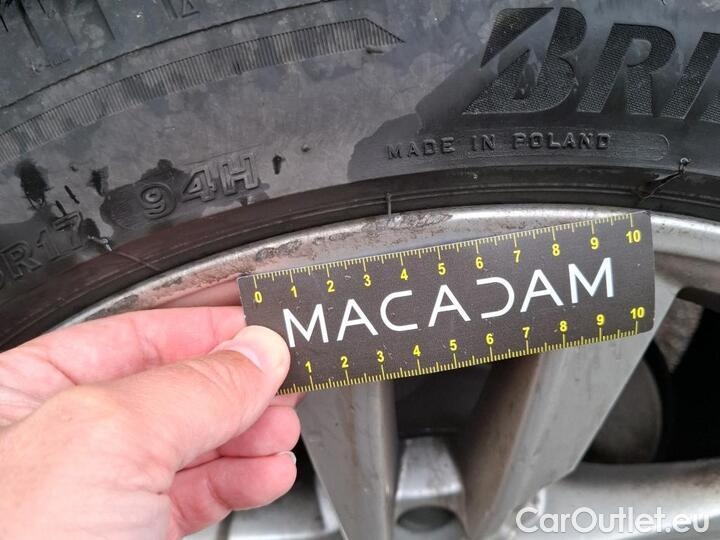 BRI
MADE IN POLAND
R17 94H
0 1 2 3 4 5 6 7 8 9 10
MACADAM
1 2 3 4 5 6 7 8 9 10
CarOutlet.eu